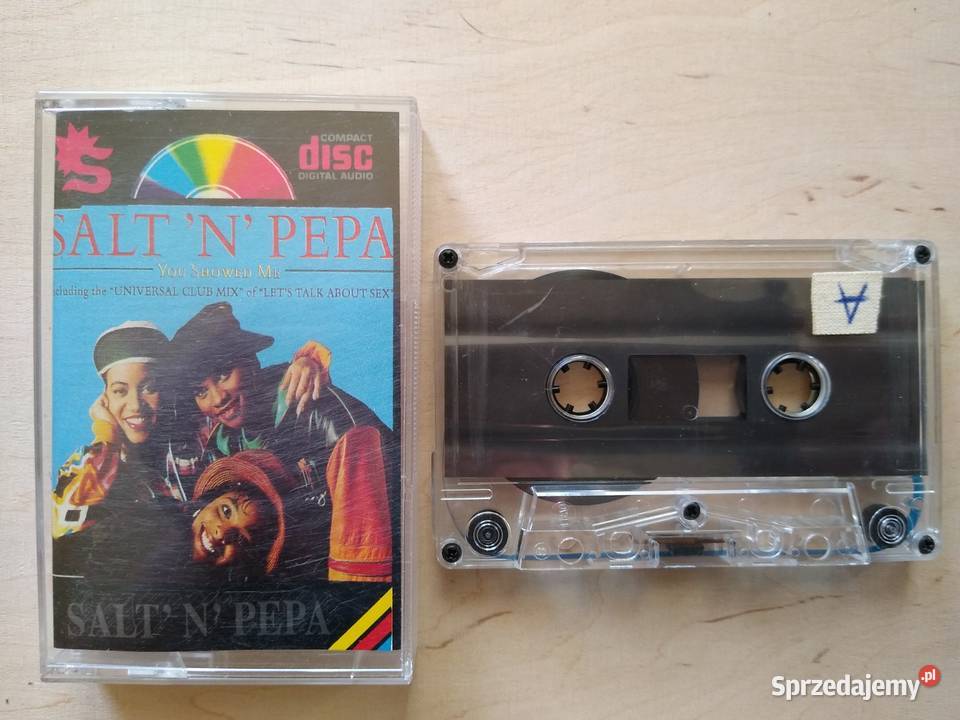 S
COMPACT
disc
DIGITAL AUDIO
SALT 'N' PEPA
YOU SHOWED ME
cluding the "UNIVERSAL CLUB MIX" of "LET'S TALK ABOUT SEX"
SALT' N' PEPA
A
Sprzedajemy.pl